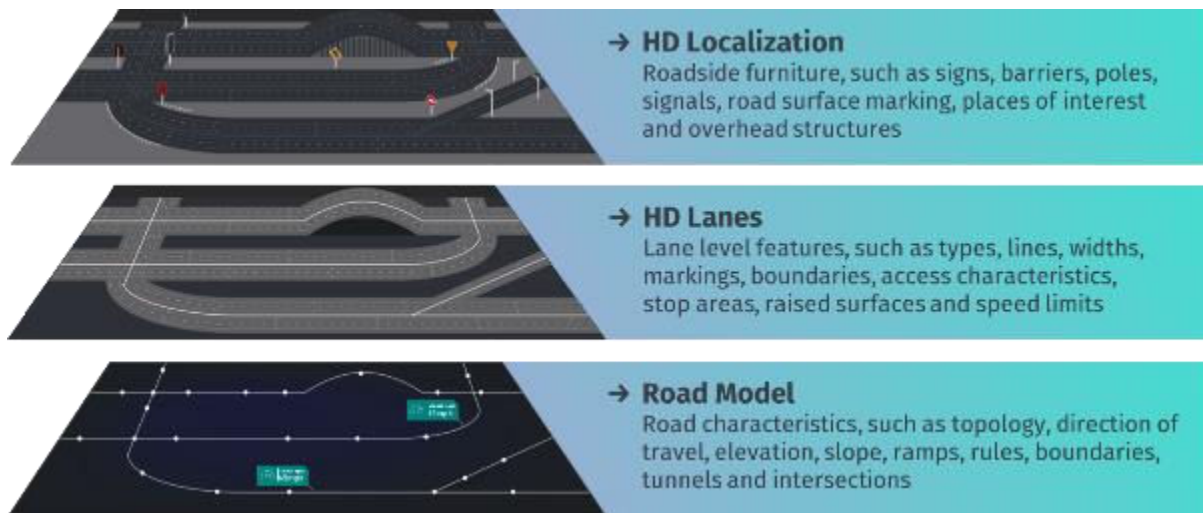 → HD Localization
Roadside furniture, such as signs, barriers, poles,
signals, road surface marking, places of interest
and overhead structures
→ HD Lanes
Lane level features, such as types, lines, widths,
markings, boundaries, access characteristics,
stop areas, raised surfaces and speed limits
→ Road Model
Road characteristics, such as topology, direction of
travel, elevation, slope, ramps, rules, boundaries,
tunnels and intersections